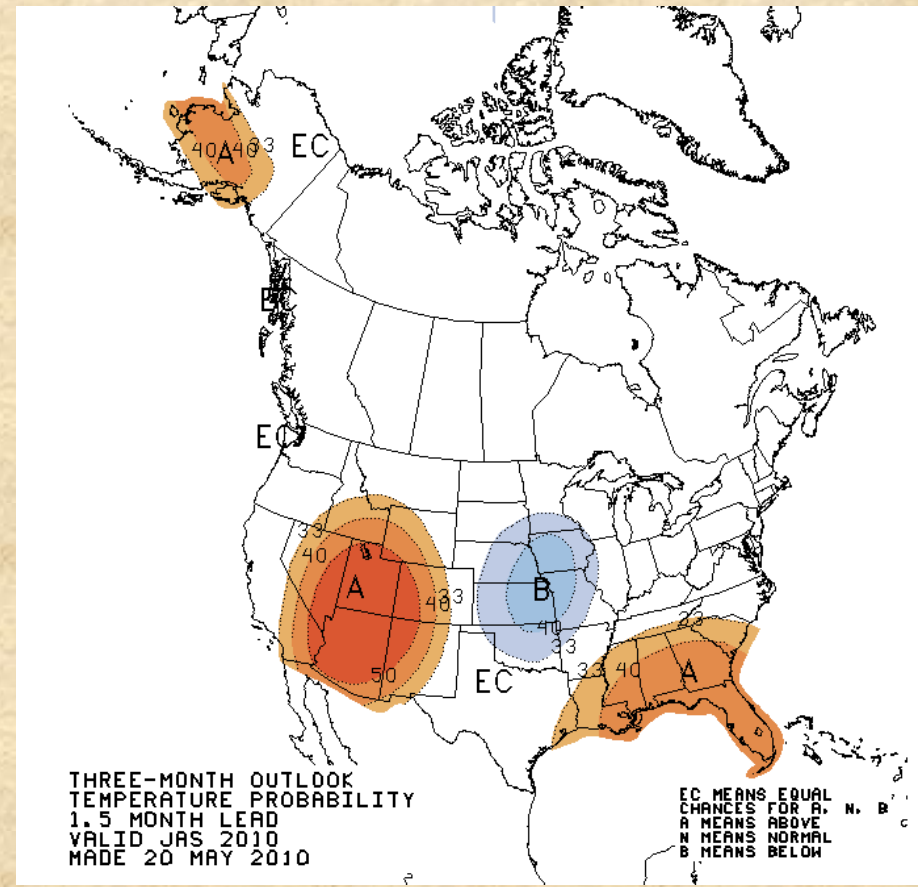 40 A 40 33
EC
EC
EC
33
40
A
40 33
50
B
40
33
EC
33
33 40
A
THREE-MONTH OUTLOOK
TEMPERATURE PROBABILITY
1.5 MONTH LEAD
VALID JAS 2010
MADE 20 MAY 2010
EC MEANS EQUAL
CHANCES FOR A, N, B
A MEANS ABOVE
N MEANS NORMAL
B MEANS BELOW